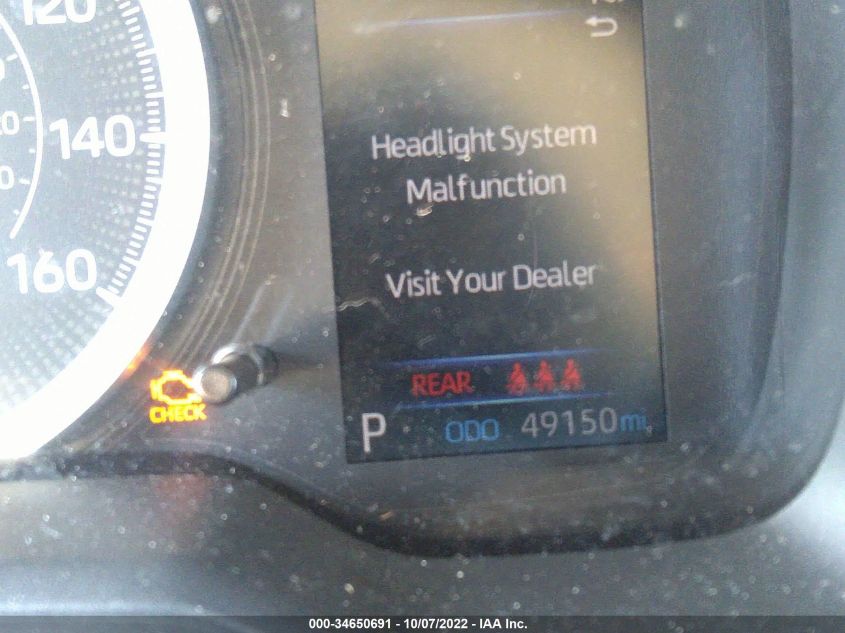 120
140
160
Headlight System
Malfunction
Visit Your Dealer
REAR
CHECK
P ODO 49150 mi
000-34650691 - 10/07/2022 - IAA Inc.